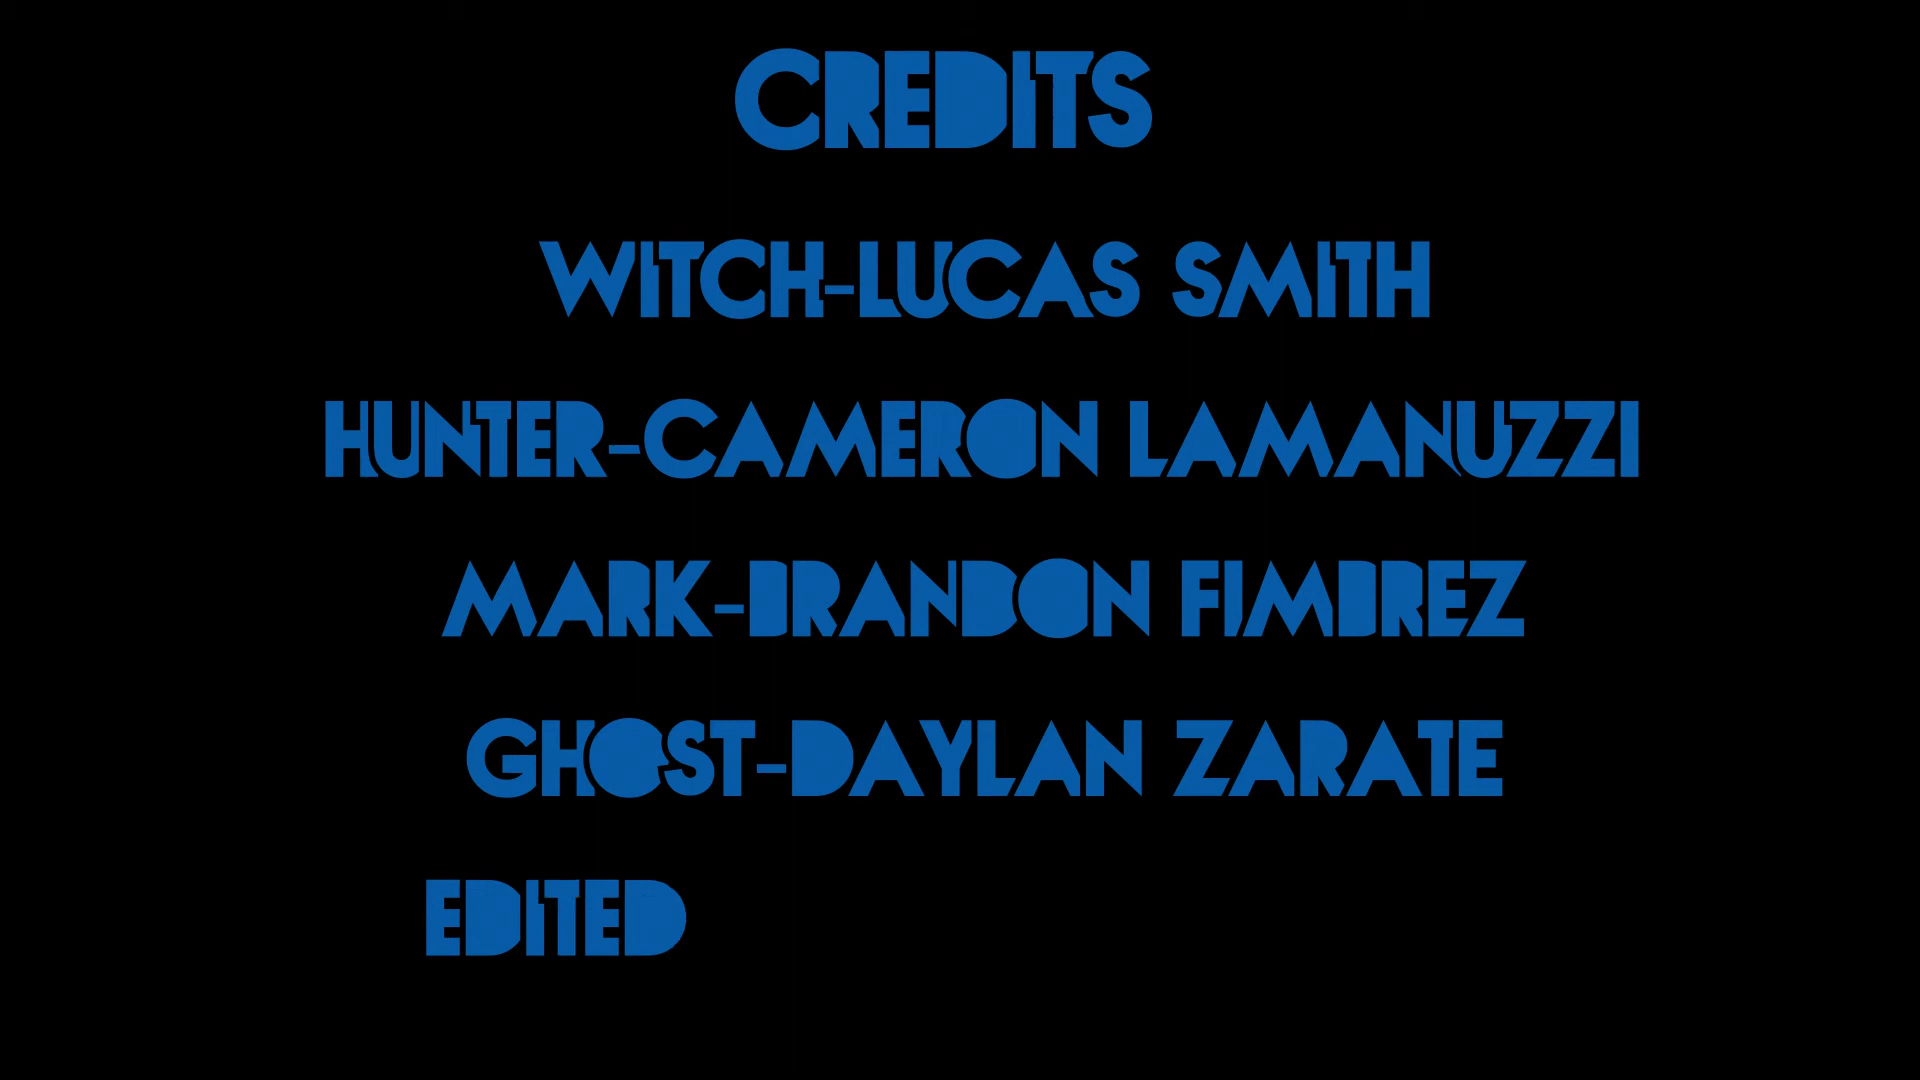 CREDITS
WITCH-LUCAS SMITH
HUNTER-CAMERON LAMANUZZI
MARK-BRANDON FIMBREZ
GHOST-DAYLAN ZARATE
EDITED